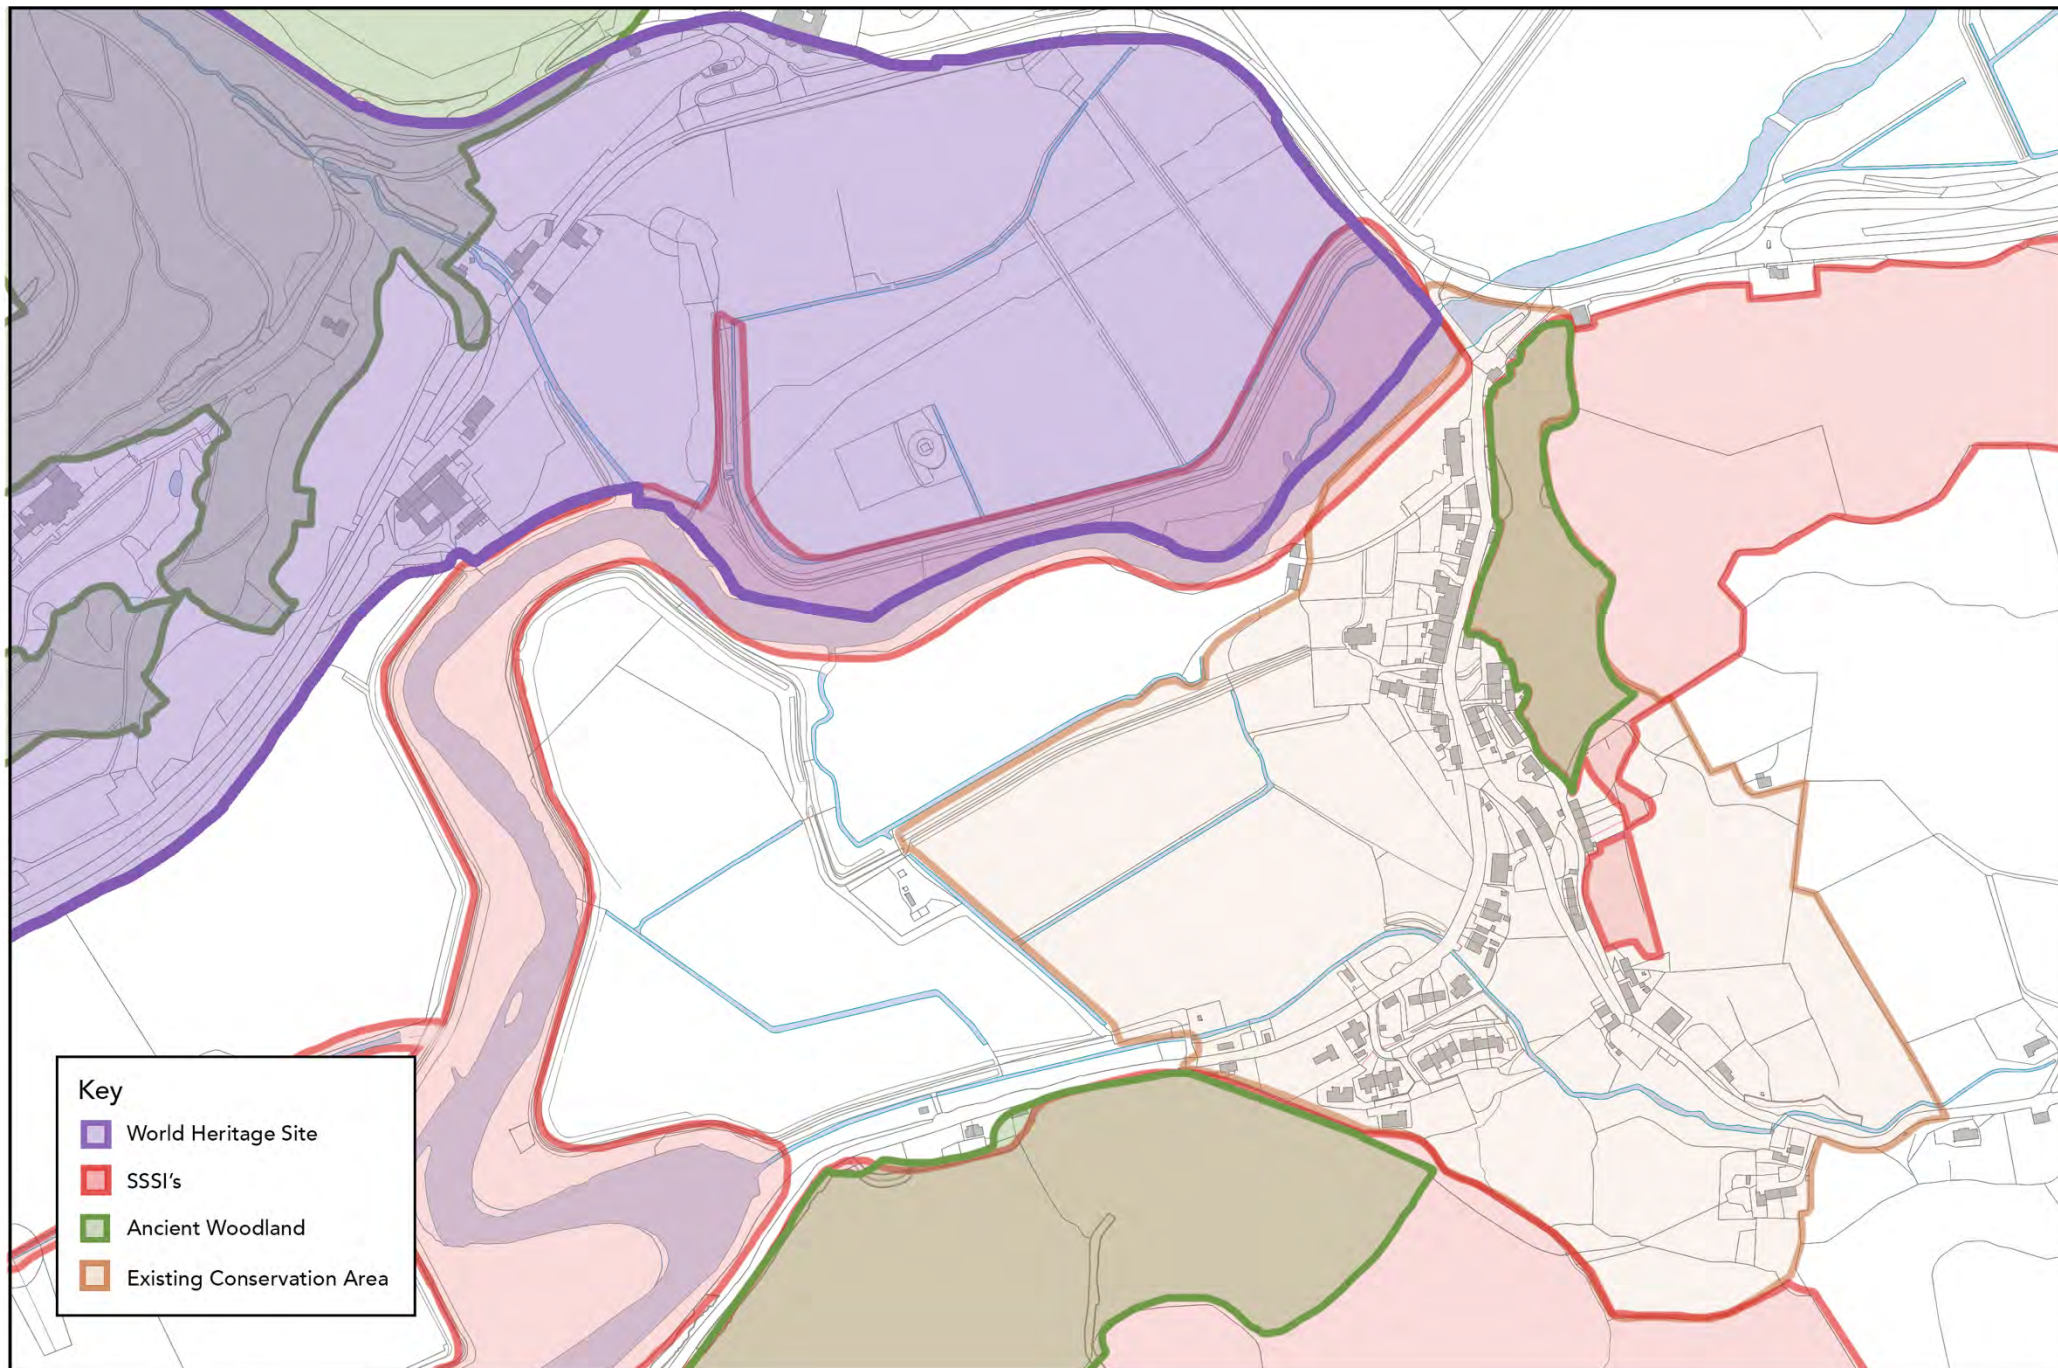 Key
World Heritage Site
SSSI's
Ancient Woodland
Existing Conservation Area